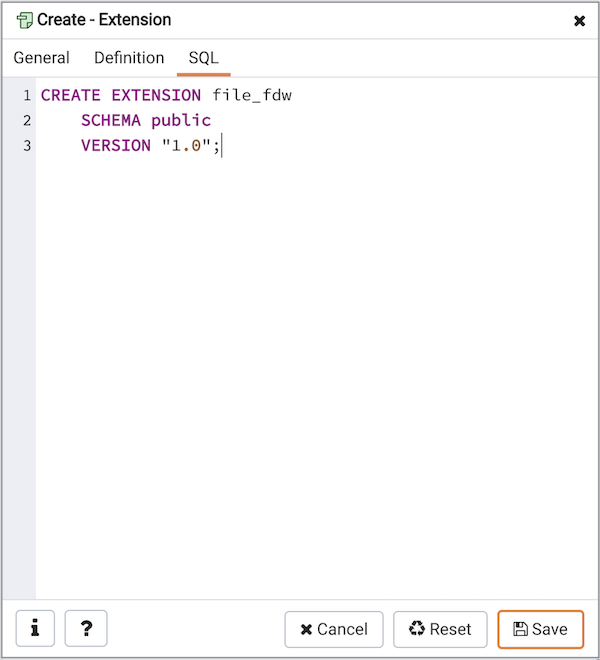 Create - Extension
General Definition SQL
1 CREATE EXTENSION file_fdw
2 SCHEMA public
3 VERSION "1.0";
i ? Cancel Reset Save